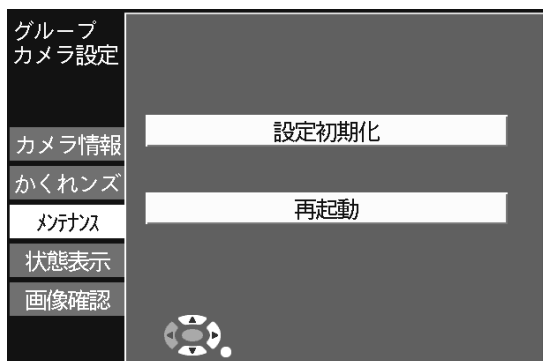 グループ
カメラ設定
カメラ情報
かくれンズ
メンテナンス
状態表示
画像確認
設定初期化
再起動